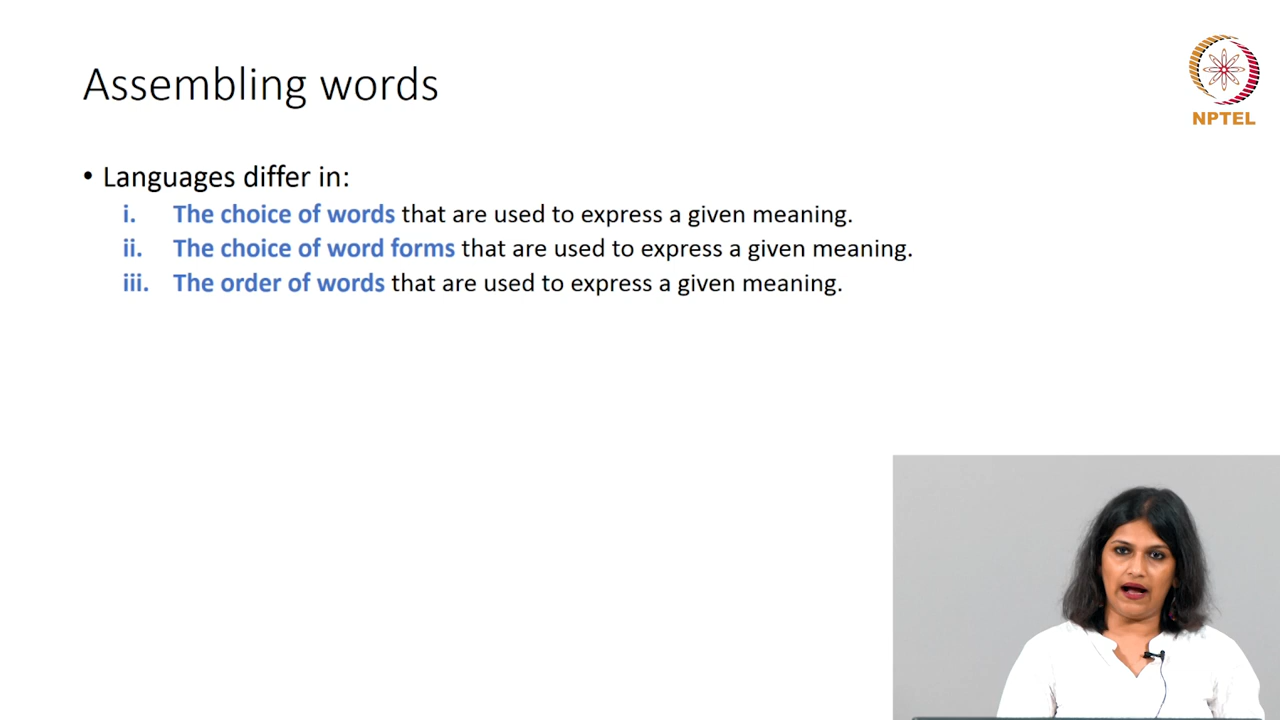 Assembling words
NPTEL
• Languages differ in:
i. The choice of words that are used to express a given meaning.
ii. The choice of word forms that are used to express a given meaning.
iii. The order of words that are used to express a given meaning.